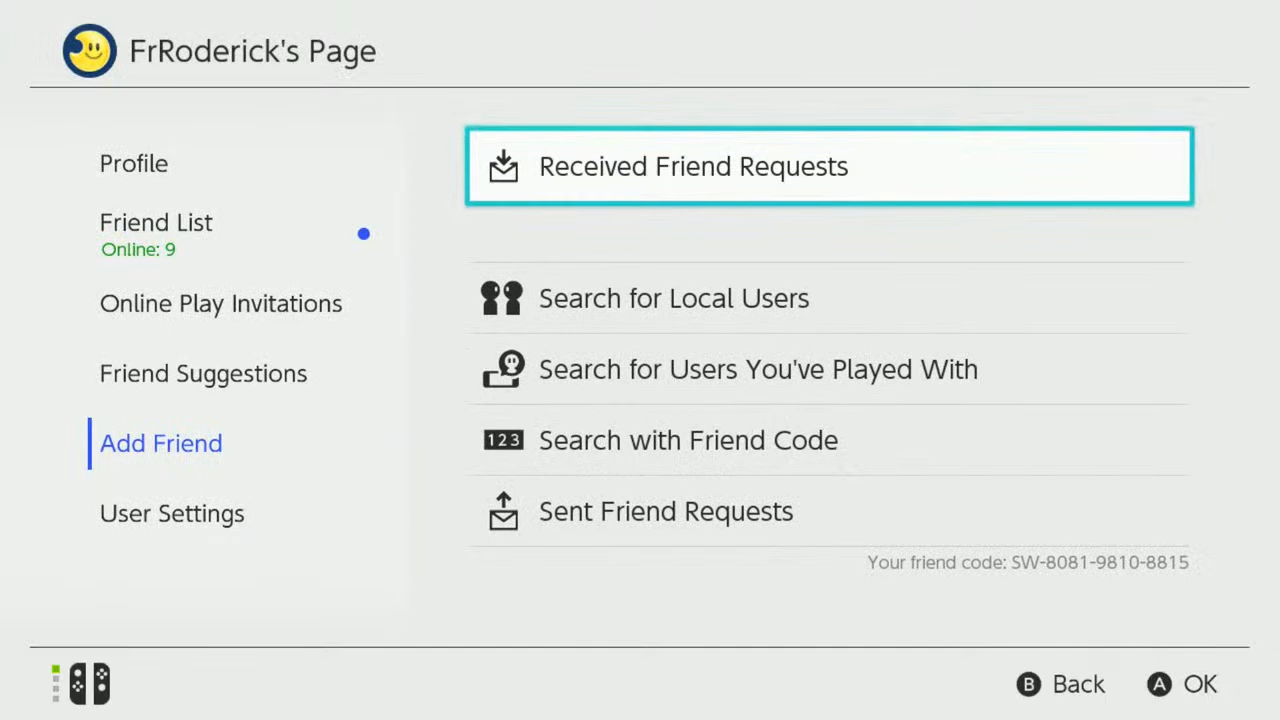 FrRoderick's Page
Profile
Friend List
Online: 9
Online Play Invitations
Friend Suggestions
Add Friend
User Settings
Received Friend Requests
Search for Local Users
Search for Users You've Played With
123 Search with Friend Code
Sent Friend Requests
Your friend code: SW-8081-9810-8815
B Back A OK